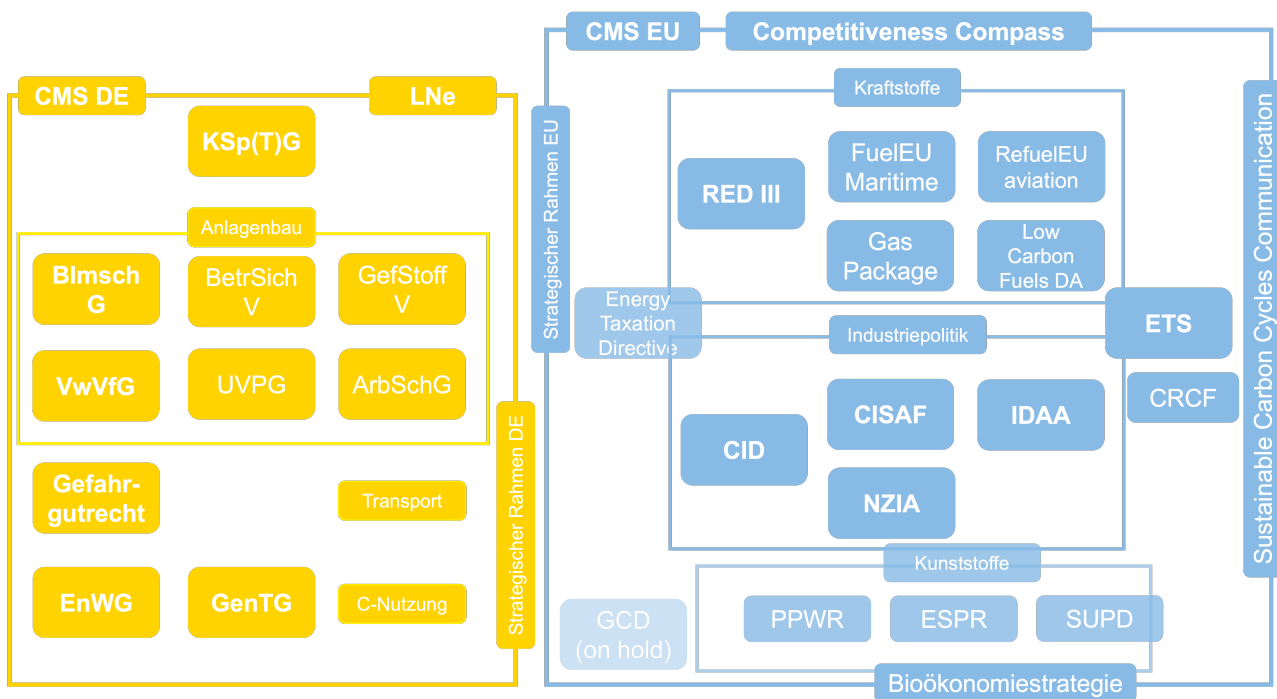 CMS DE
LNe
KSp(T)G
Anlagenbau
BImsch
G
BetrSich
V
GefStoff
V
VwVfG
UVPG
ArbSchG
Gefahr-
gutrecht
Transport
EnWG
GenTG
C-Nutzung
Strategischer Rahmen DE
CMS EU
Competitiveness Compass
Strategischer Rahmen EU
Kraftstoffe
RED III
FuelEU
Maritime
RefuelEU
aviation
Gas
Package
Low
Carbon
Fuels DA
Energy
Taxation
Directive
Industriepolitik
ETS
CRCF
CID
CISAF
IDAA
NZIA
Kunststoffe
GCD
(on hold)
PPWR
ESPR
SUPD
Bioökonomiestrategie
Sustainable Carbon Cycles Communication